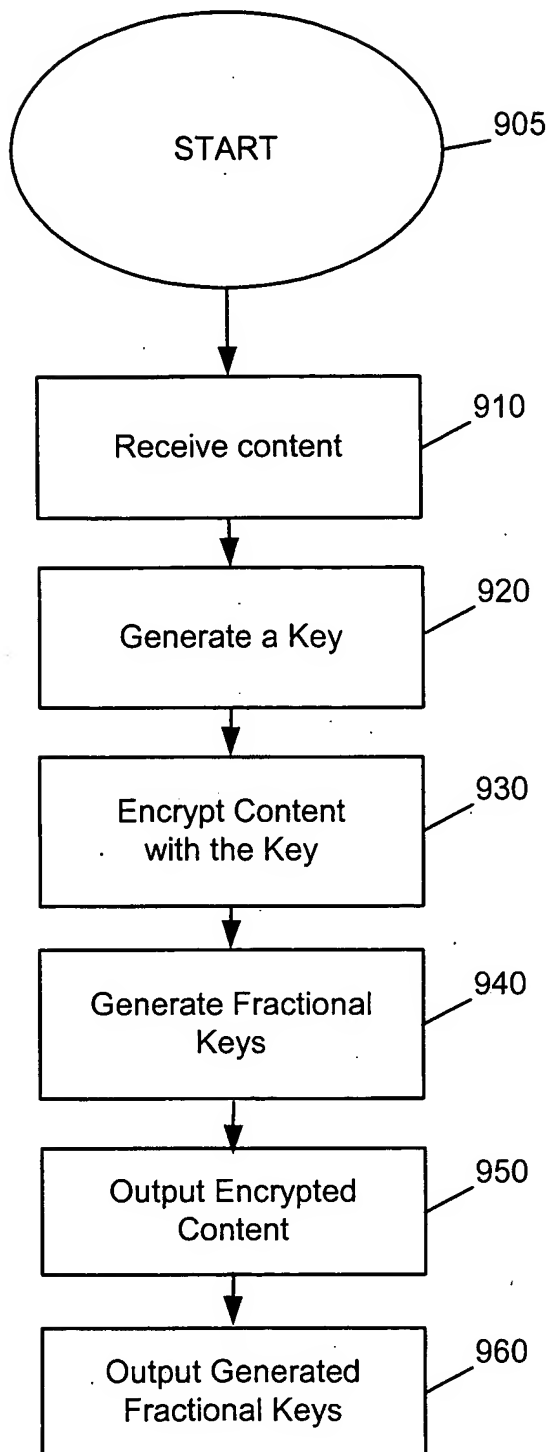 START
905
Receive content
910
Generate a Key
920
Encrypt Content
with the Key
930
Generate Fractional
Keys
940
Output Encrypted
Content
950
Output Generated
Fractional Keys
960